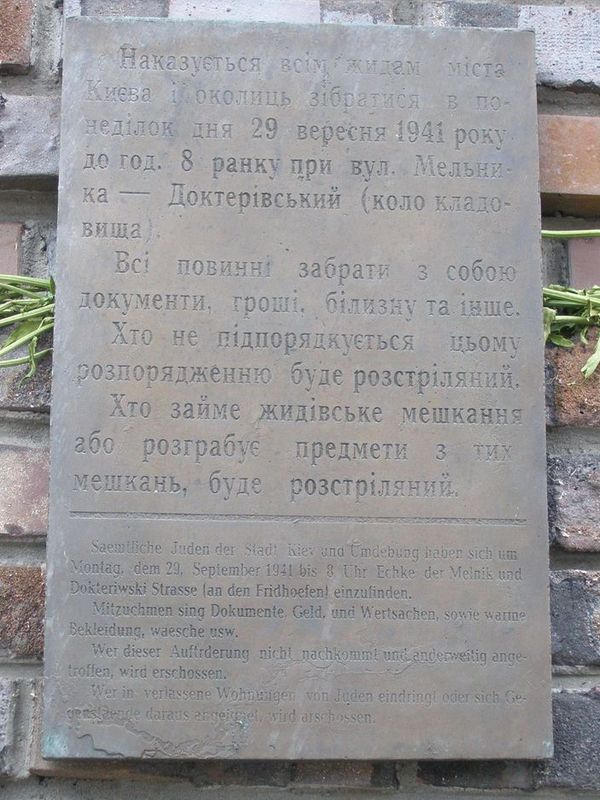 Наказується всім жидам міста
Києва і околиць зібратися в по-
неділок дня 29 вересня 1941 року
до год. 8 ранку при вул. Мельни-
ка — Доктерівський (коло кладо-
вища).
Всі повинні забрати з собою
документи, гроші, білизну та інше.
Хто не підпорядкується цьому
розпорядженню буде розстріляний.
Хто займе жидівське мешкання
або розграбує предмети з тих
мешкань, буде розстріляний.
Saemtliche Juden der Stadt Kiev und Umdebung haben sich um
Montag, dem 29. September 1941 bis 8 Uhr Echke der Melnik und
Dokteriwski Strasse (an den Fridhoefen) einzufinden.
Mitzuchmen sing Dokumente, Geld, und Wertsachen, sowie warme
Bekleidung, waesche usw.
Wer dieser Auftrderung nicht nachkommt und anderweitig ange-
troffen, wird erschossen.
Wer in verlassene Wohnungen von Juden eindringt oder sich Ge-
genstaende daraus aneignet, wird arschossen.